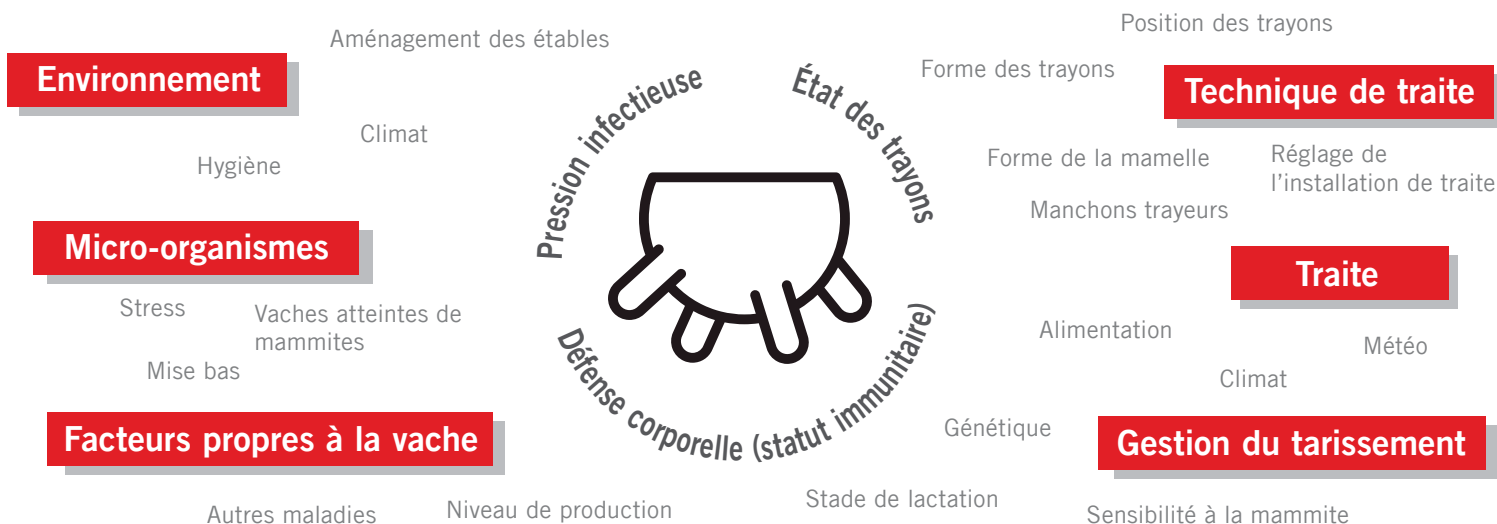 Position des trayons
Aménagement des étables
Environnement
Forme des trayons
Technique de traite
Pression infectieuse
État des trayons
Climat
Hygiène
Forme de la mamelle
Réglage de
l'installation de traite
Manchons trayeurs
Micro-organismes
Traite
Stress
Vaches atteintes de
mammites
Mise bas
Alimentation
Météo
Climat
Défense corporelle (statut immunitaire)
Facteurs propres à la vache
Génétique
Gestion du tarissement
Autres maladies
Niveau de production
Stade de lactation
Sensibilité à la mammite